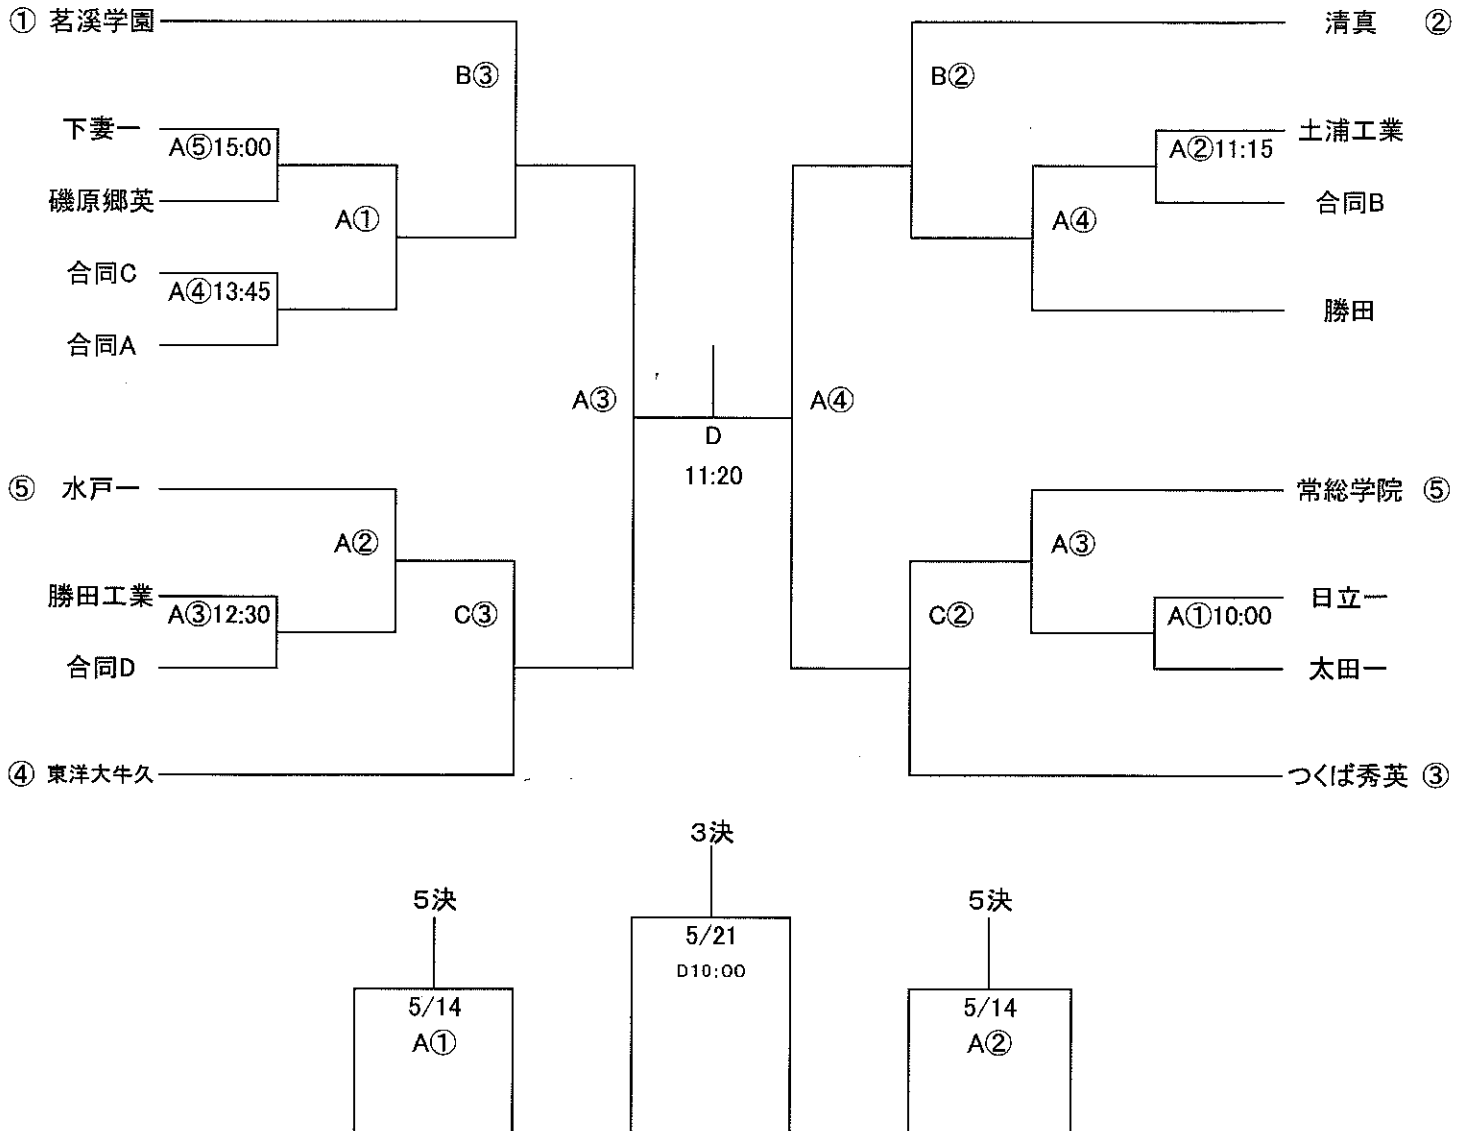 ① 茗溪学園
清真 ②
B③
B②
下妻一
土浦工業
A⑤15:00
A②11:15
磯原郷英
合同B
A①
A④
合同C
A④13:45
勝田
合同A
A③
A④
D
11:20
⑤ 水戸一
常総学院 ⑤
A②
A③
勝田工業
日立一
A③12:30
C③
C②
A①10:00
合同D
太田一
④ 東洋大牛久
つくば秀英 ③
3決
5決
5決
5/21
D10:00
5/14
A①
5/14
A②